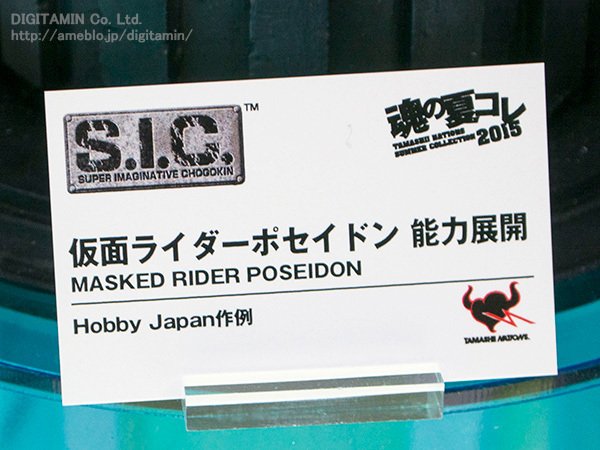 DIGITAMIN Co. Ltd.
http://ameblo.jp/digitamin/
S.I.C.™
SUPER IMAGINATIVE CHOGOKIN
魂の夏コレ
TAMASHII NATIONS
SUMMER COLLECTION 2015
仮面ライダーポセイドン 能力展開
MASKED RIDER POSEIDON
Hobby Japan作例
TAMASHII NATIONS